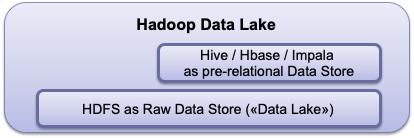 Hadoop Data Lake
Hive / Hbase / Impala
as pre-relational Data Store
HDFS as Raw Data Store («Data Lake»)